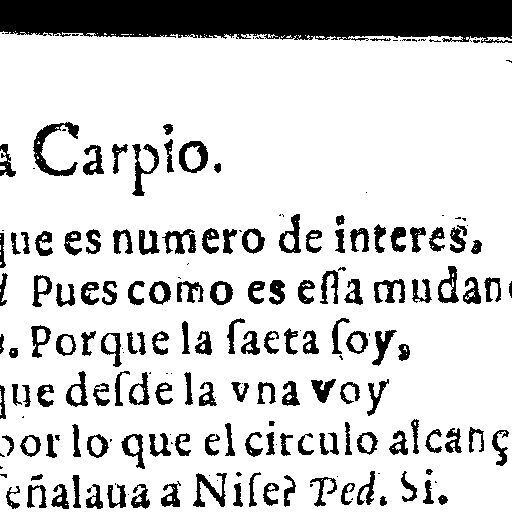 a Carpio.
que es numero de interes.
Pues como es eſſa mudanç
. Porque la ſaeta ſoy,
que deſde la vna voy
por lo que el circulo alcanç
ſeñalaua a Niſe? Ped. Si.